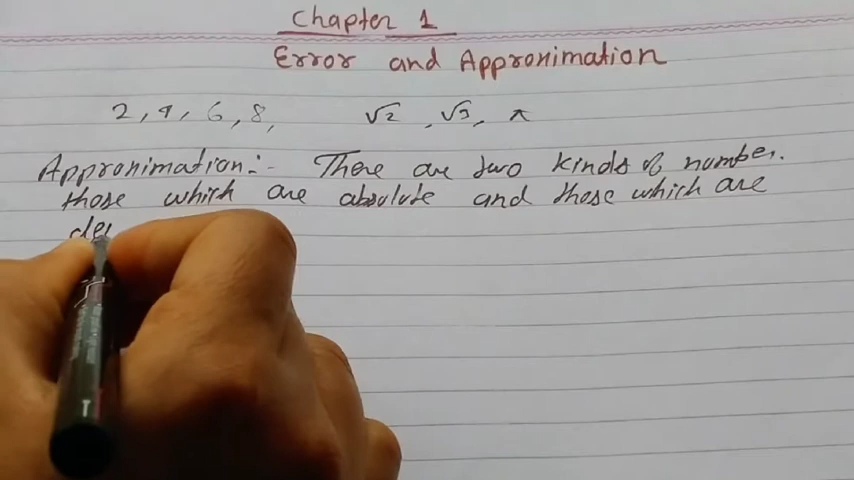 Chapter 1
Error and Approximation
2, 4, 6, 8, √2, √3, π
Approximation:- There are two kinds of number.
those which are absolute and those which are
de